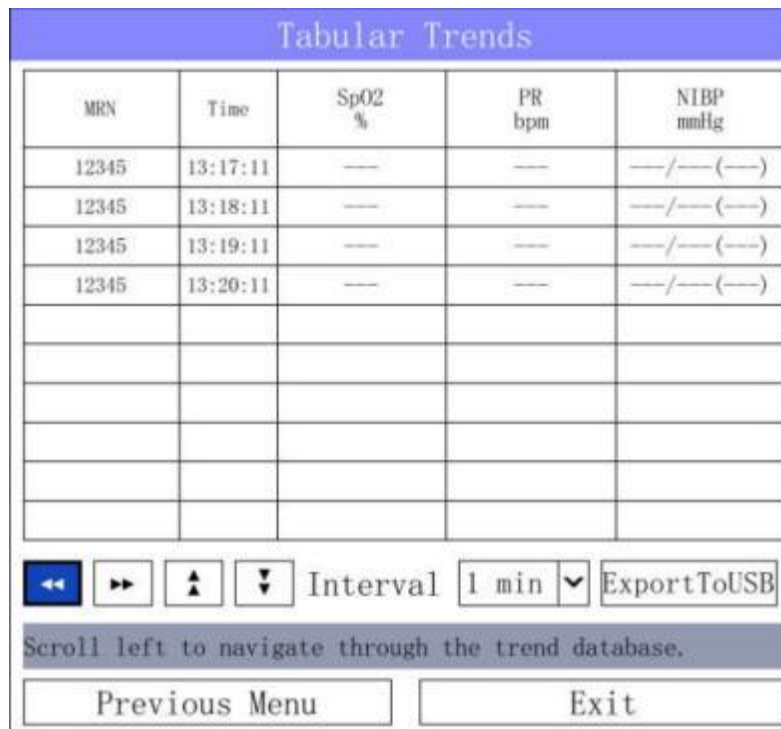 Tabular Trends
MRN Time SpO2 % PR bpm NIBP mmHg
12345 13:17:11 --- --- ---/---(---)
12345 13:18:11 --- --- ---/---(---)
12345 13:19:11 --- --- ---/---(---)
12345 13:20:11 --- --- ---/---(---)
Interval 1 min ExportToUSB
Scroll left to navigate through the trend database.
Previous Menu Exit